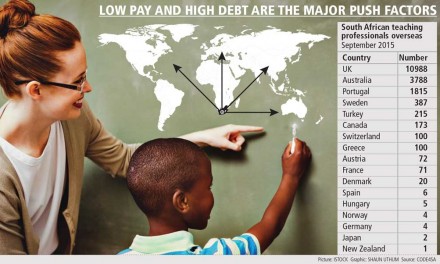 LOW PAY AND HIGH DEBT ARE THE MAJOR PUSH FACTORS
South African teaching
professionals overseas
September 2015
Country Number
UK 10988
Australia 3788
Portugal 1815
Sweden 387
Turkey 215
Canada 173
Switzerland 100
Greece 100
Austria 72
France 71
Denmark 20
Spain 6
Hungary 5
Norway 4
Germany 4
Japan 2
New Zealand 1
Picture: ISTOCK Graphic: SHAUN UTHUM Source: CODE4SA